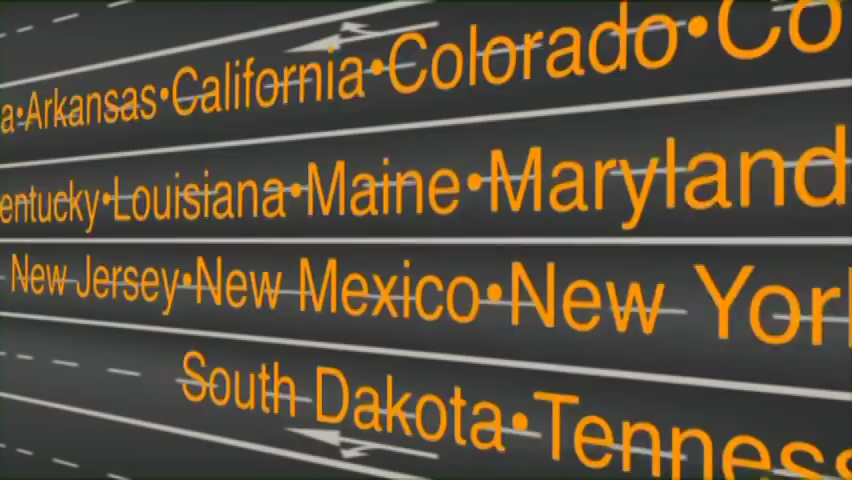 a•Arkansas•California•Colorado•Co
entucky•Louisiana•Maine•Maryland
New Jersey•New Mexico•New Yor
South Dakota•Tenness